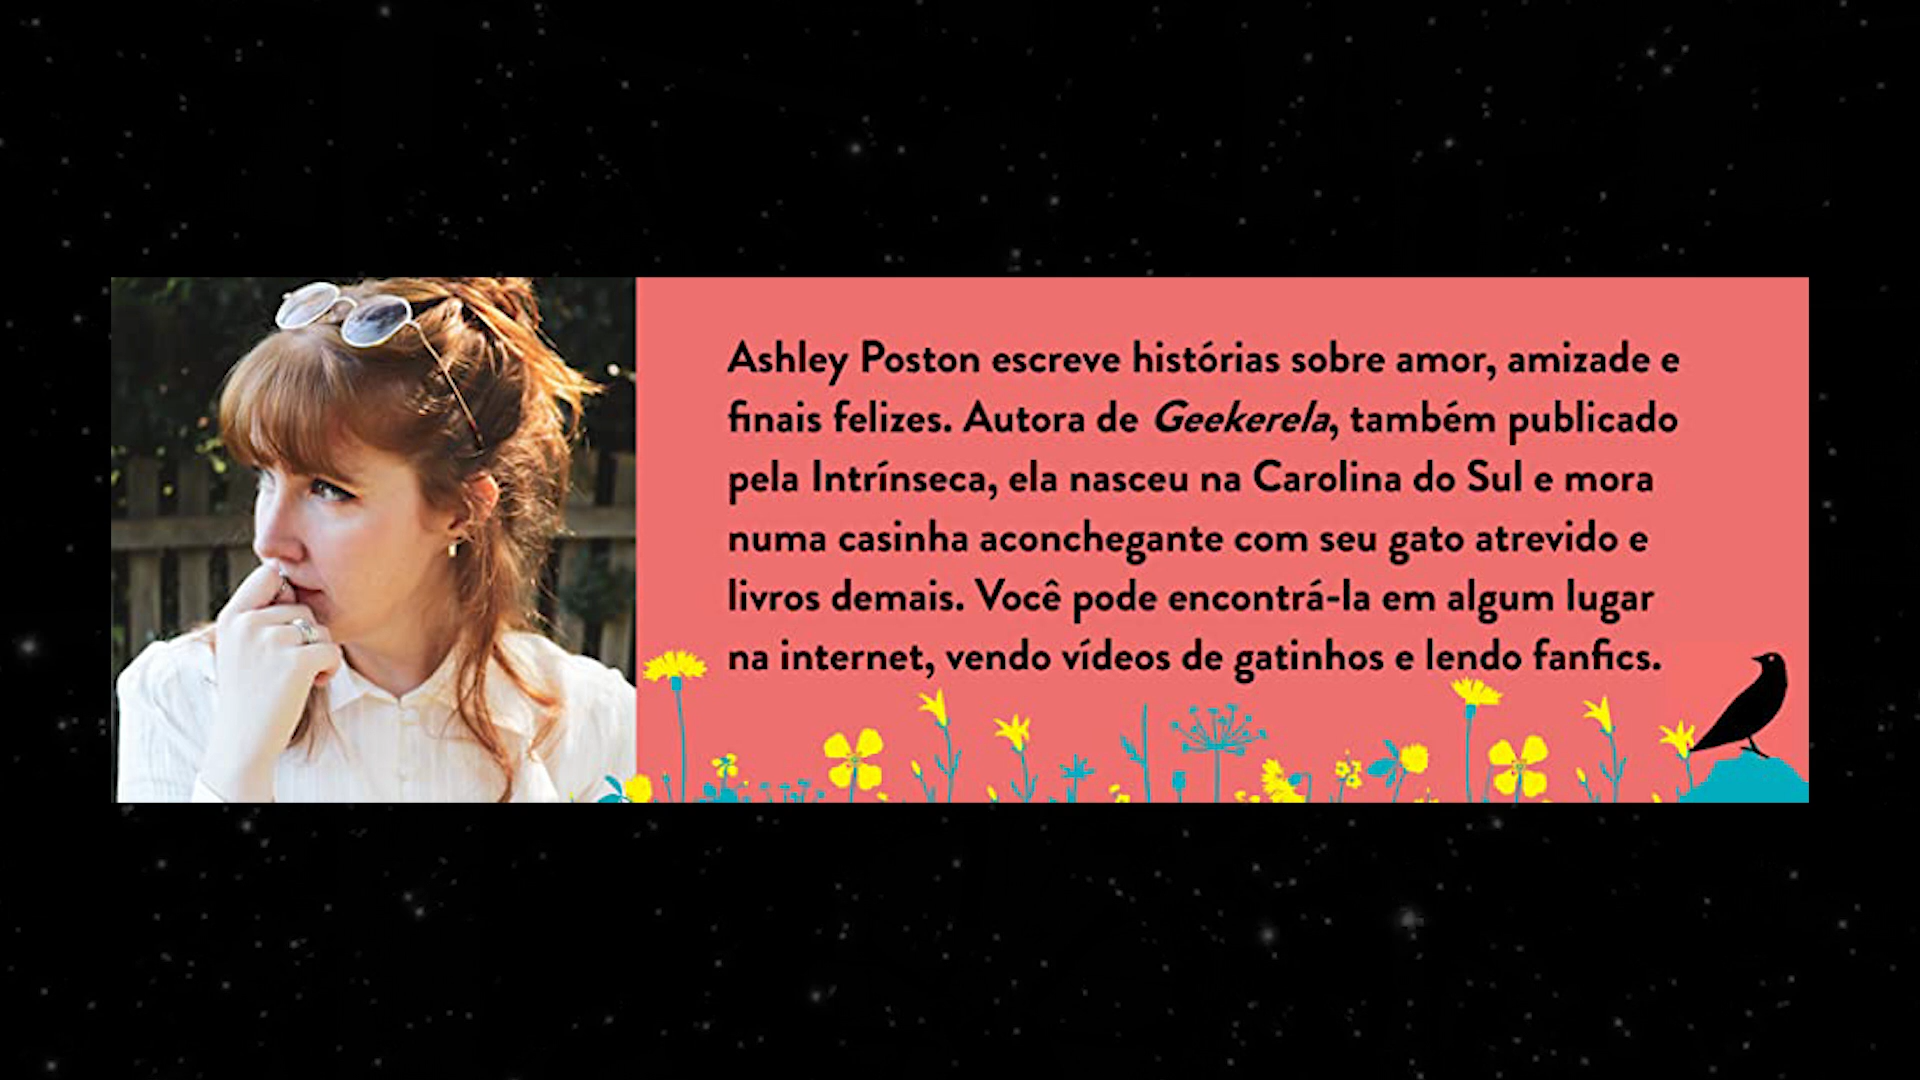 Ashley Poston escreve histórias sobre amor, amizade e
finais felizes. Autora de Geekerela, também publicado
pela Intrínseca, ela nasceu na Carolina do Sul e mora
numa casinha aconchegante com seu gato atrevido e
livros demais. Você pode encontrá-la em algum lugar
na internet, vendo vídeos de gatinhos e lendo fanfics.